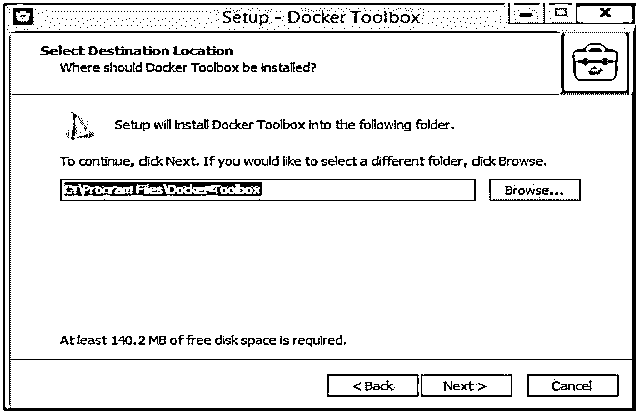 Setup - Docker Toolbox
Select Destination Location
Where should Docker Toolbox be installed?
Setup will install Docker Toolbox into the following folder.
To continue, click Next. If you would like to select a different folder, click Browse.
C:\Program Files\Docker Toolbox
Browse...
At least 140.2 MB of free disk space is required.
< Back
Next >
Cancel